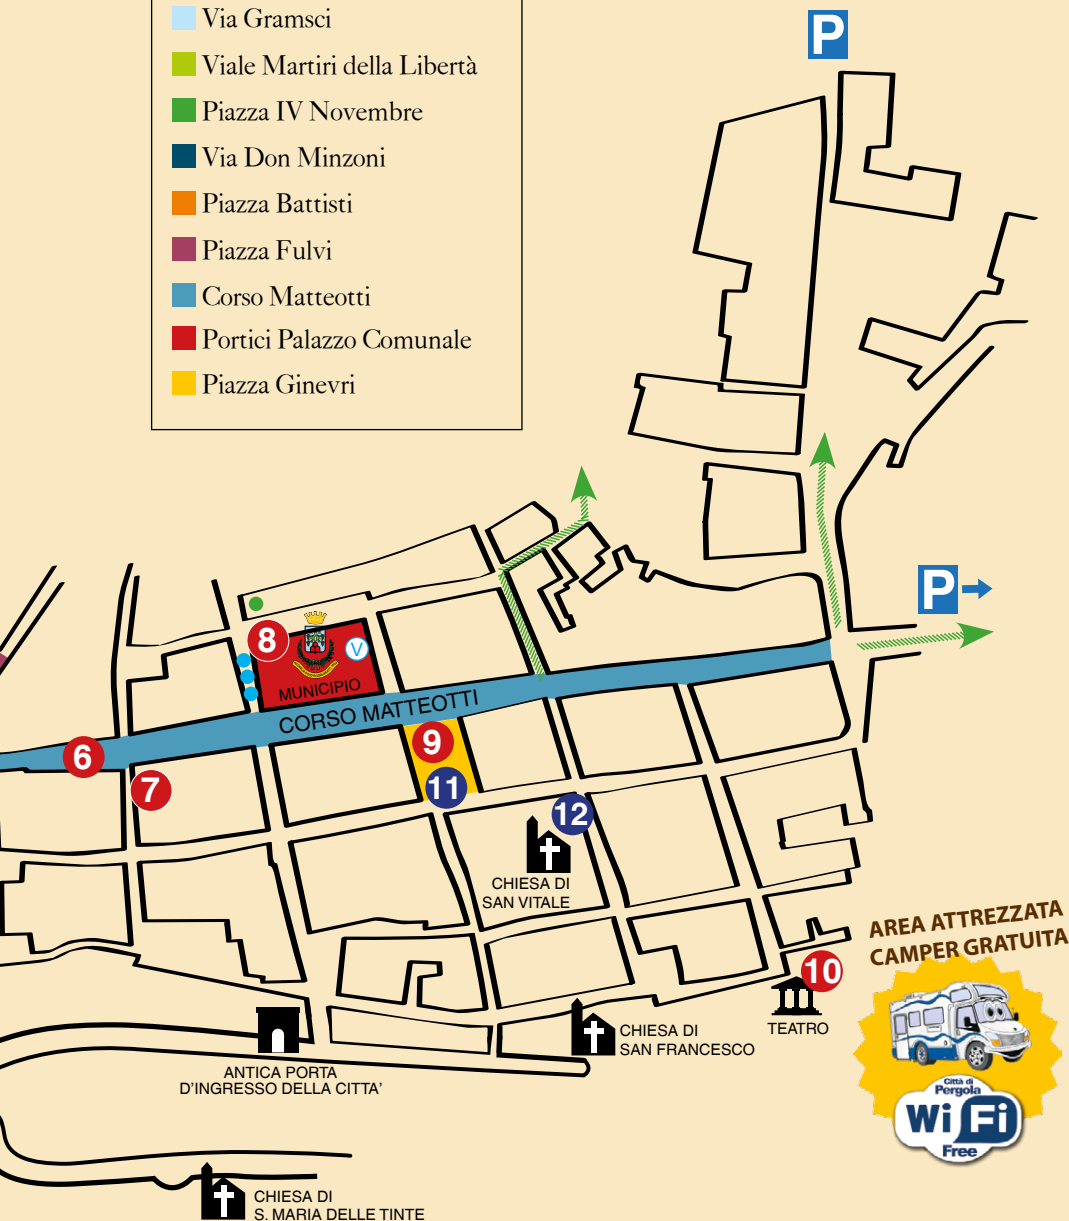 Via Gramsci
Viale Martiri della Libertà
Piazza IV Novembre
Via Don Minzoni
Piazza Battisti
Piazza Fulvi
Corso Matteotti
Portici Palazzo Comunale
Piazza Ginevri
P
P
8
V
MUNICIPIO
CORSO MATTEOTTI
6
9
7
11
12
CHIESA DI
SAN VITALE
AREA ATTREZZATA
CAMPER GRATUITA
10
TEATRO
CHIESA DI
SAN FRANCESCO
ANTICA PORTA
D'INGRESSO DELLA CITTA'
Città di
Pergola
Wi Fi
Free
CHIESA DI
S. MARIA DELLE TINTE